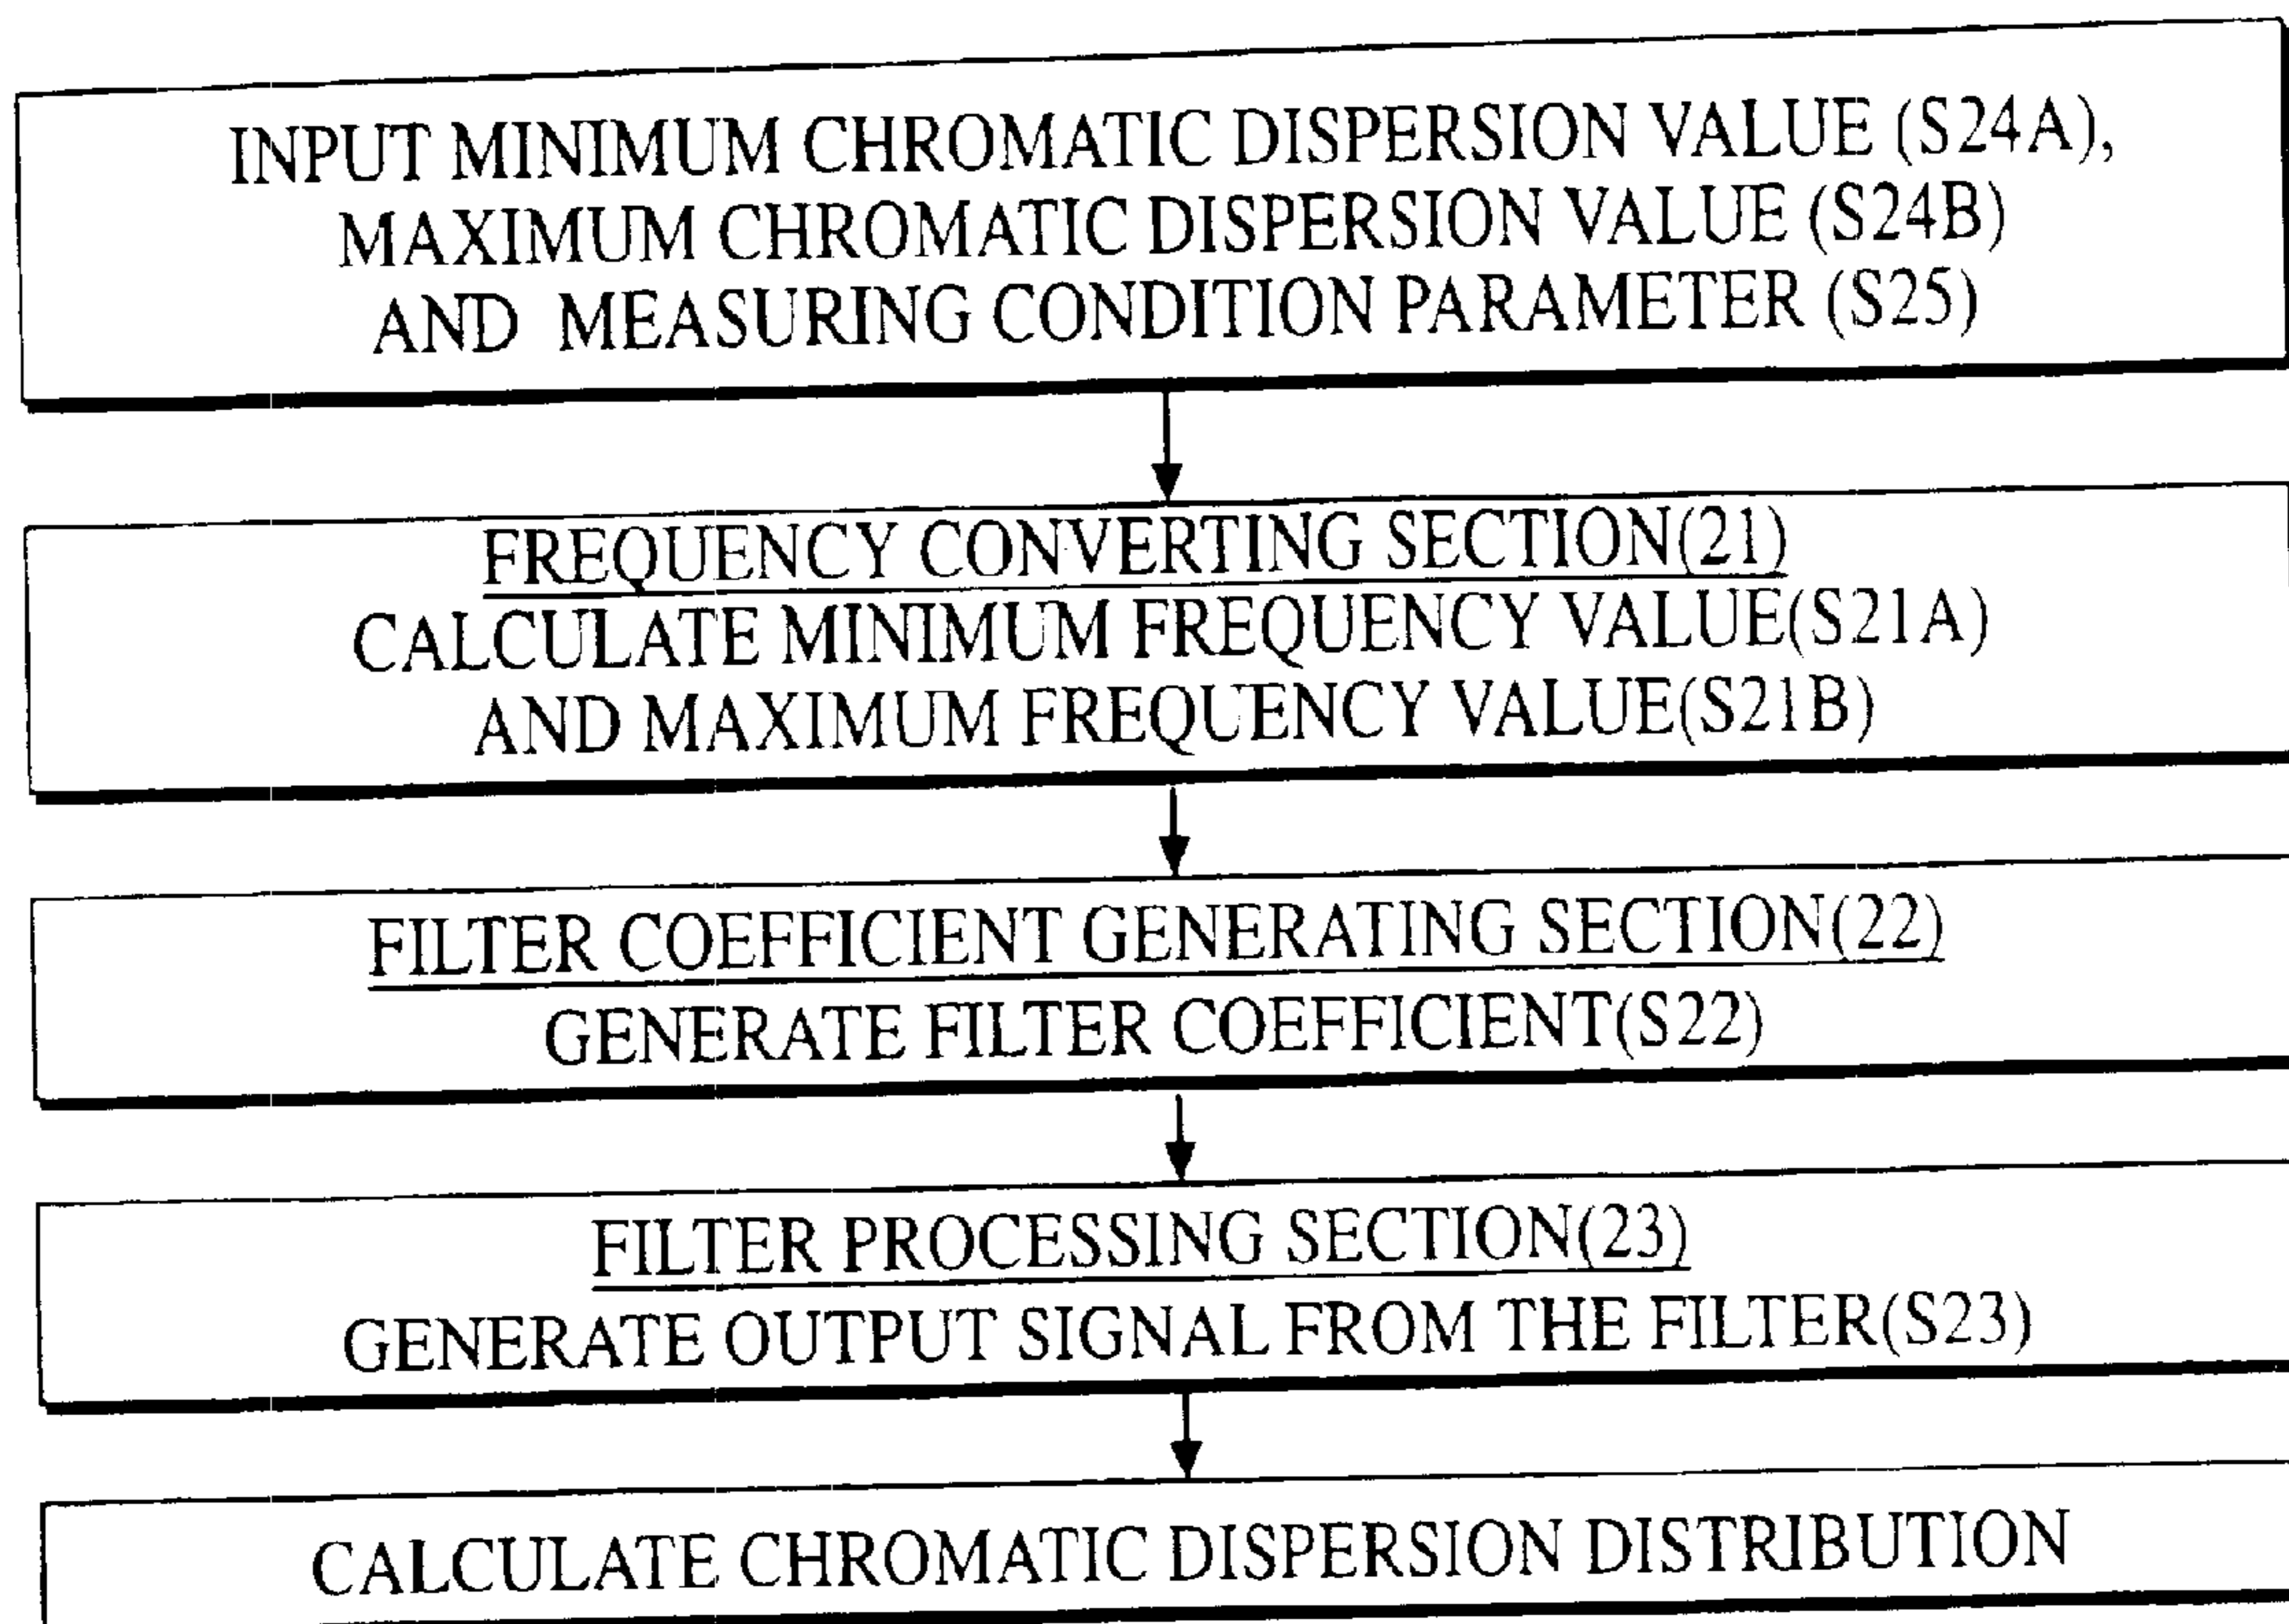 INPUT MINIMUM CHROMATIC DISPERSION VALUE (S24A),
MAXIMUM CHROMATIC DISPERSION VALUE (S24B)
AND MEASURING CONDITION PARAMETER (S25)
FREQUENCY CONVERTING SECTION(21)
CALCULATE MINIMUM FREQUENCY VALUE(S21A)
AND MAXIMUM FREQUENCY VALUE(S21B)
FILTER COEFFICIENT GENERATING SECTION(22)
GENERATE FILTER COEFFICIENT(S22)
FILTER PROCESSING SECTION(23)
GENERATE OUTPUT SIGNAL FROM THE FILTER(S23)
CALCULATE CHROMATIC DISPERSION DISTRIBUTION